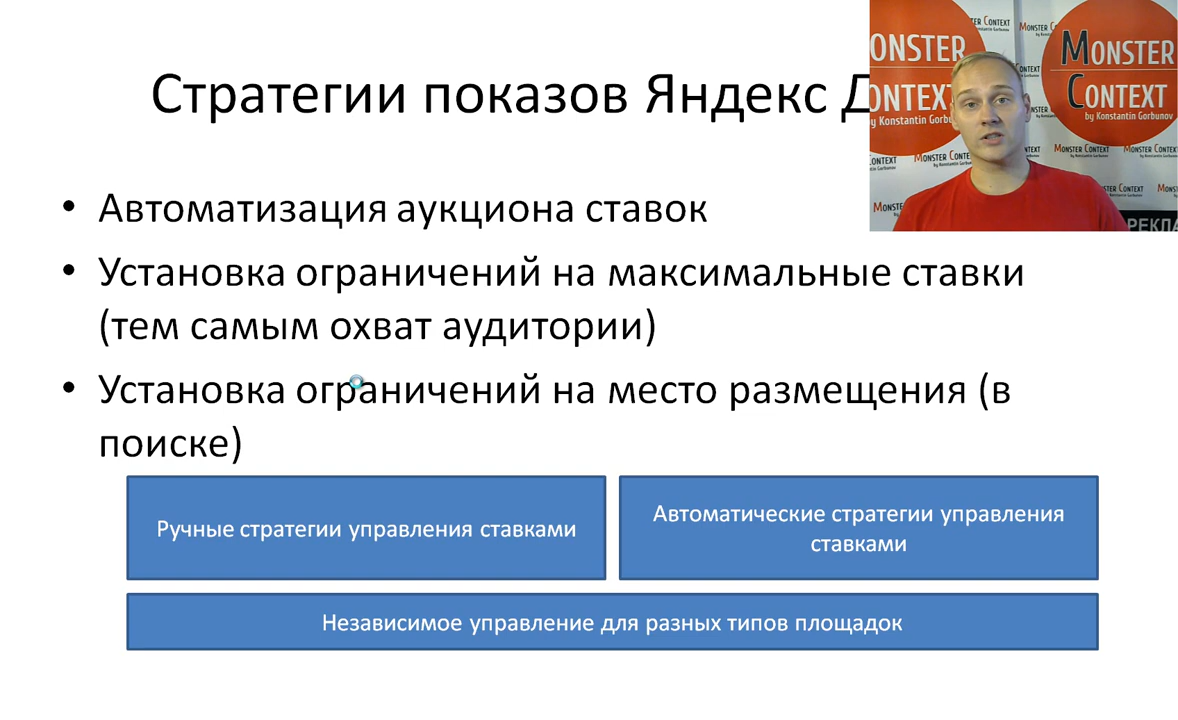 Стратегии показов Яндекс
• Автоматизация аукциона ставок
• Установка ограничений на максимальные ставки
(тем самым охват аудитории)
• Установка ограничений на место размещения (в
поиске)
Ручные стратегии управления ставками
Автоматические стратегии управления
ставками
Независимое управление для разных типов площадок
MONSTER
CONTEXT
by Konstantin Gorbunov
MONSTER CONTEXT